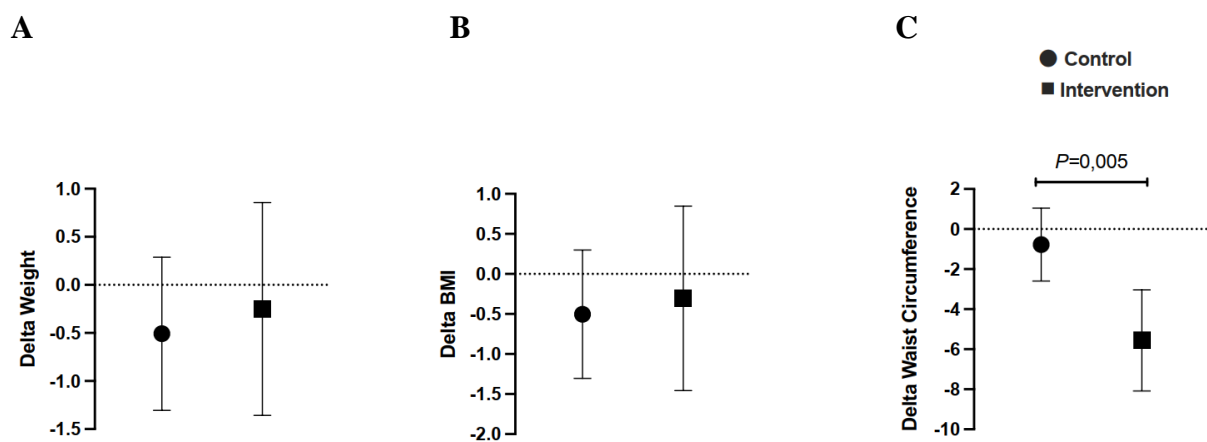 A
B
C
Control
Intervention
P=0,005
Delta Weight
1.0
0.5
0.0
-0.5
-1.0
-1.5
Delta BMI
1.0
0.5
0.0
-0.5
-1.0
-1.5
-2.0
Delta Waist Circumference
2
0
-2
-4
-6
-8
-10